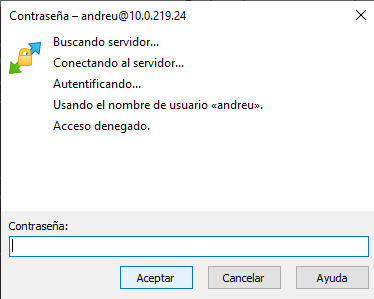 Contraseña – andreu@10.0.219.24
Buscando servidor...
Conectando al servidor...
Autentificando...
Usando el nombre de usuario «andreu».
Acceso denegado.
Contraseña:
Aceptar Cancelar Ayuda